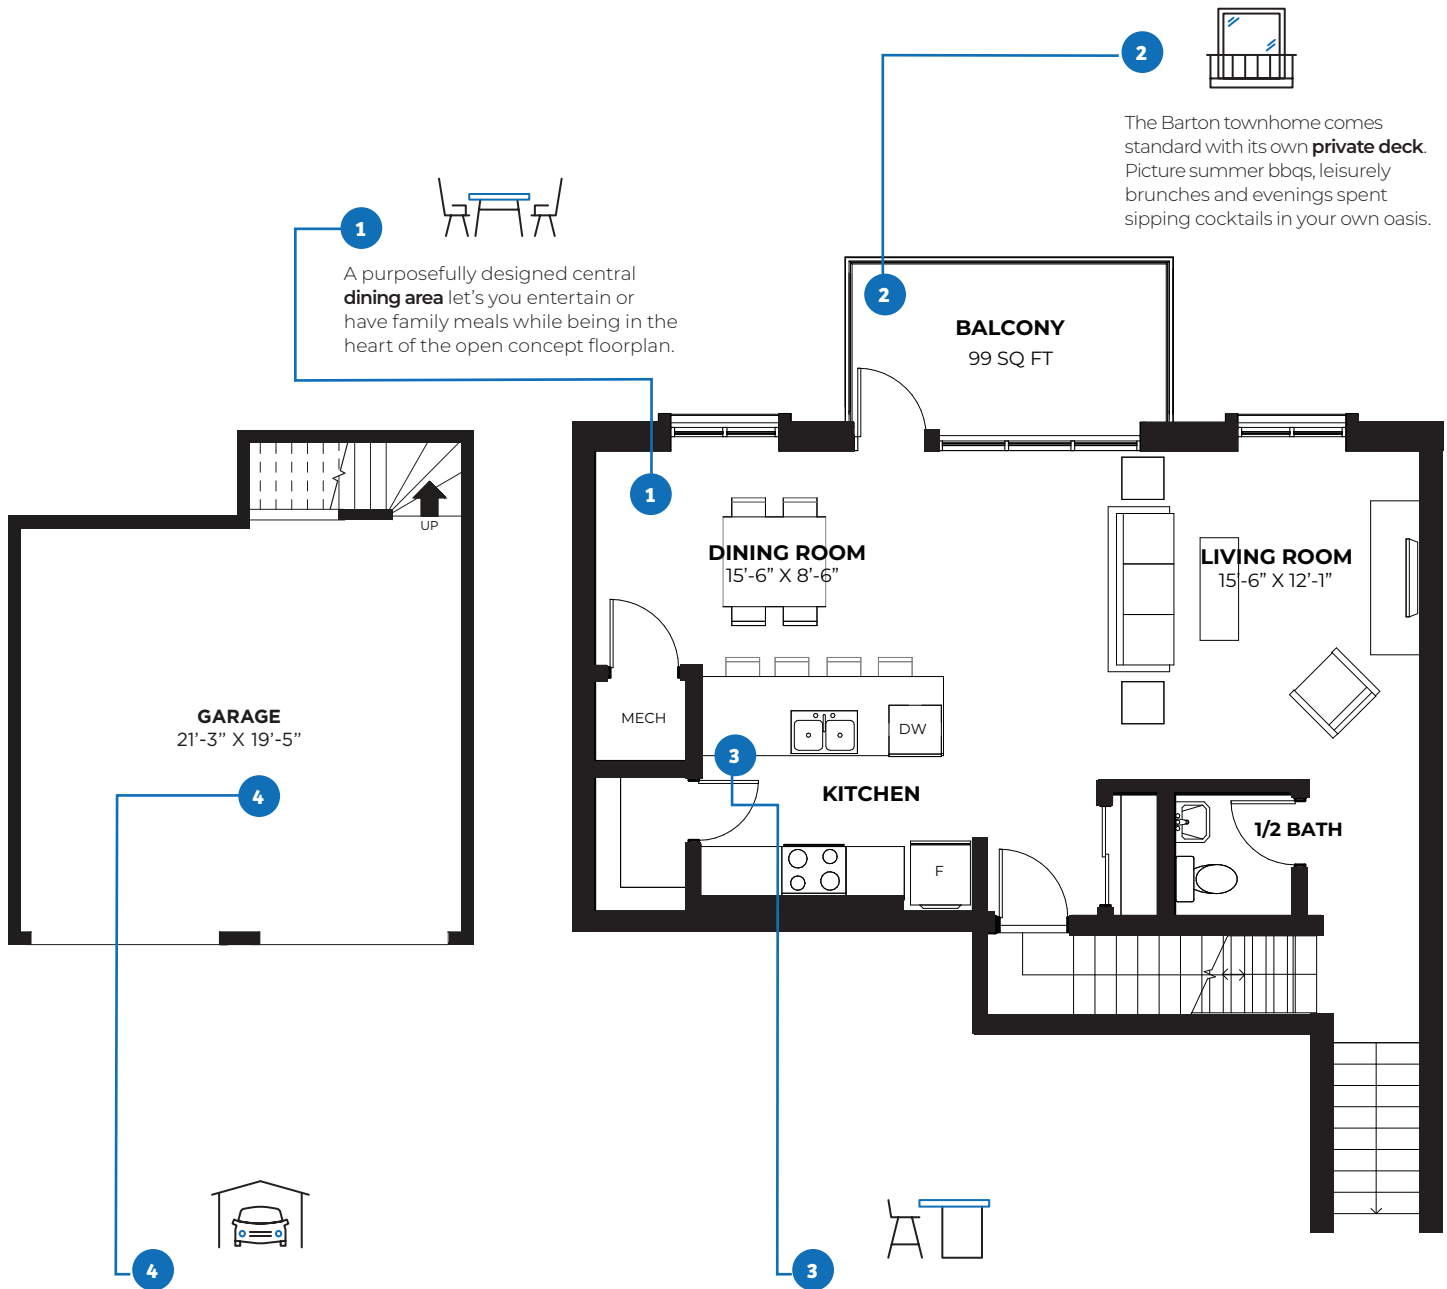 2
The Barton townhome comes
standard with its own private deck.
Picture summer bbqs, leisurely
brunches and evenings spent
sipping cocktails in your own oasis.
1
A purposefully designed central
dining area let's you entertain or
have family meals while being in the
heart of the open concept floorplan.
2
BALCONY
99 SQ FT
1
UP
DINING ROOM
15'-6" X 8'-6"
LIVING ROOM
15'-6" X 12'-1"
GARAGE
21'-3" X 19'-5"
4
MECH
DW
3
KITCHEN
1/2 BATH
F
4
3